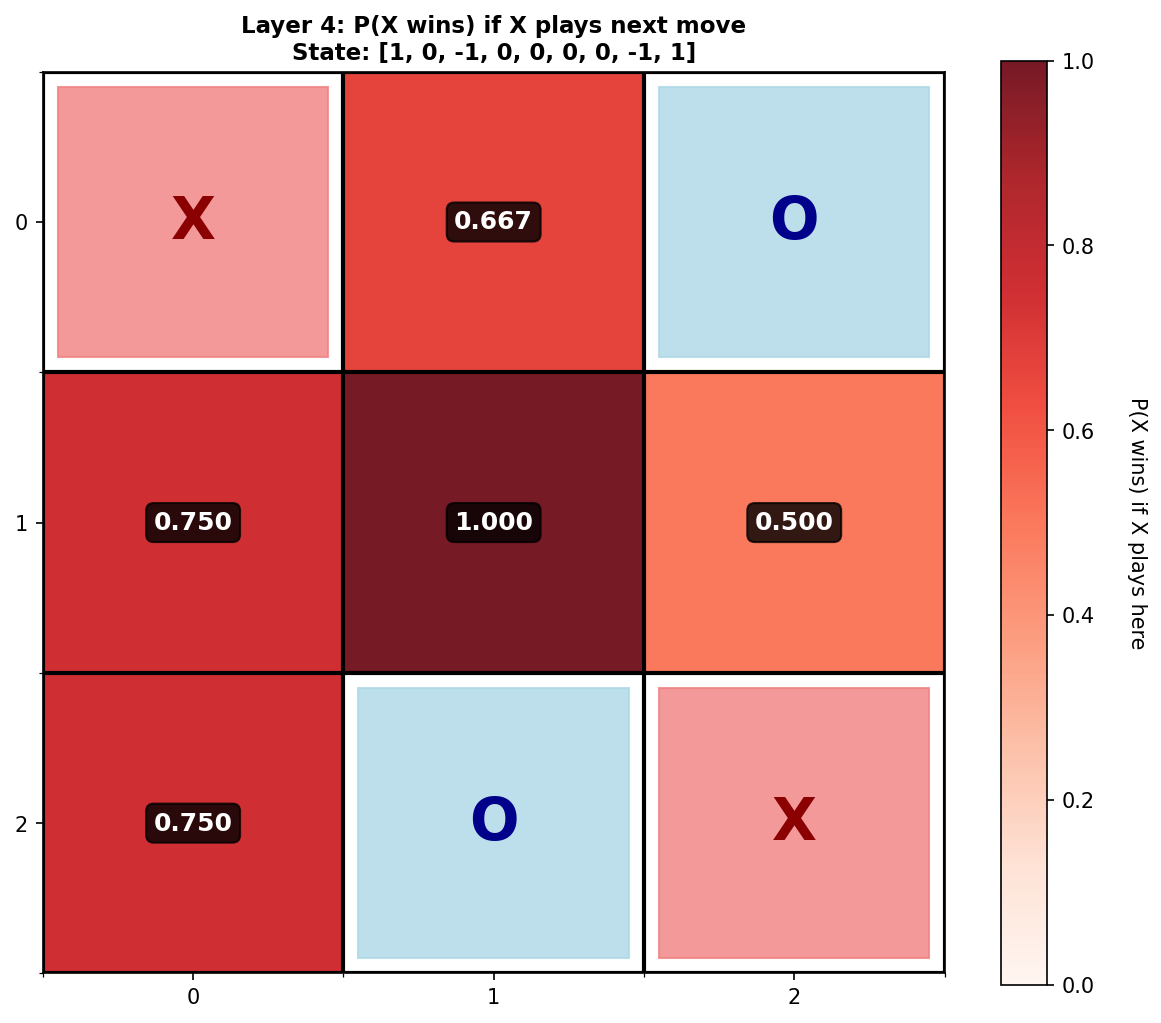 Layer 4: P(X wins) if X plays next move
State: [1, 0, -1, 0, 0, 0, 0, -1, 1]
0
X
0.667
O
1
0.750
1.000
0.500
2
0.750
O
X
0
1
2
1.0
0.8
0.6
0.4
0.2
0.0
P(X wins) if X plays here